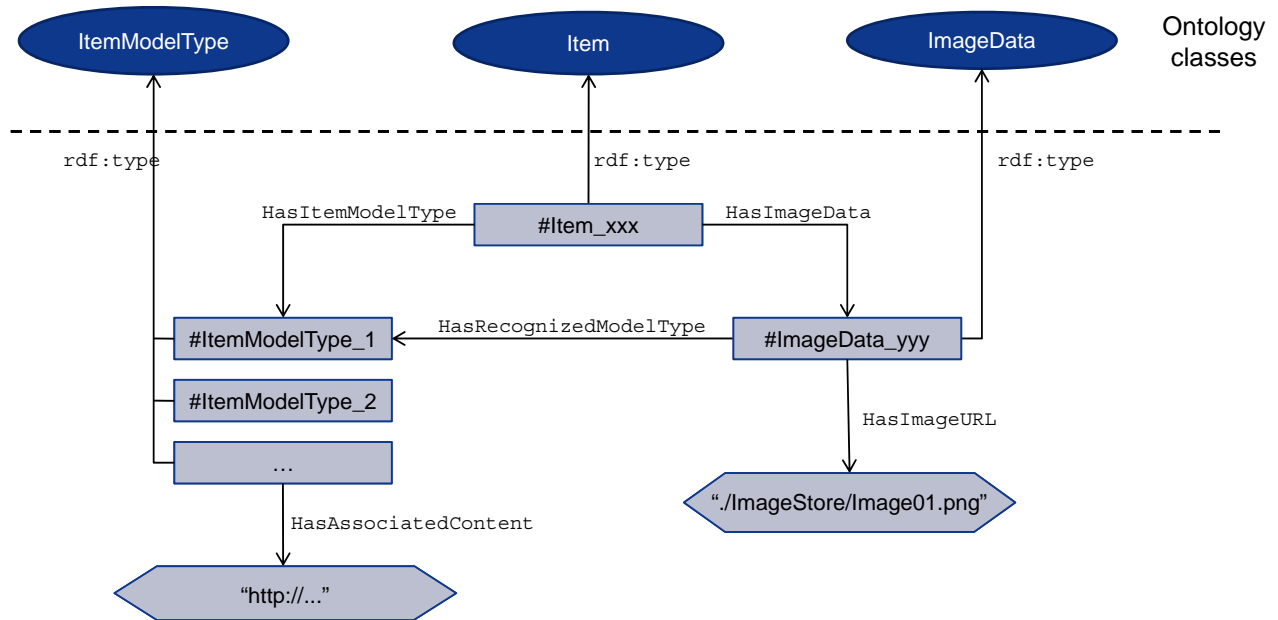 ItemModelType
Item
ImageData
Ontology
classes
rdf:type
rdf:type
rdf:type
HasItemModelType
#Item_xxx
HasImageData
#ItemModelType_1
HasRecognizedModelType
#ImageData_yyy
#ItemModelType_2
HasImageURL
…
“./ImageStore/Image01.png”
HasAssociatedContent
“http://...”